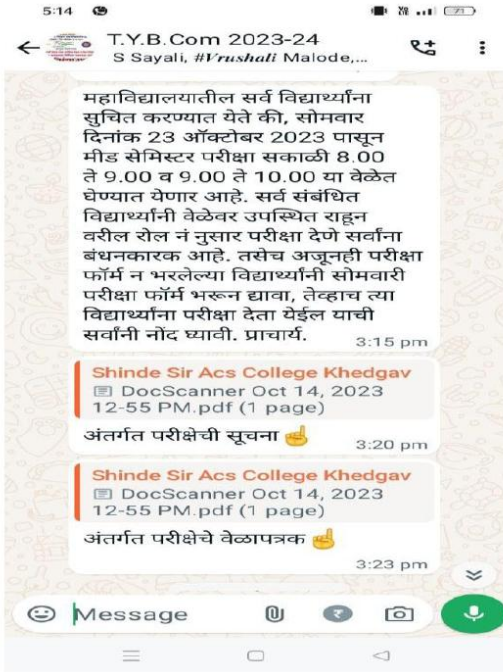 5:14
71
T.Y.B.Com 2023-24
S Sayali, #Vrushali Malode,...
महाविद्यालयातील सर्व विद्यार्थ्यांना
सुचित करण्यात येते की, सोमवार
दिनांक 23 ऑक्टोबर 2023 पासून
मीड सेमिस्टर परीक्षा सकाळी 8.00
ते 9.00 व 9.00 ते 10.00 या वेळेत
घेण्यात येणार आहे. सर्व संबंधित
विद्यार्थ्यांनी वेळेवर उपस्थित राहून
वरील रोल नं नुसार परीक्षा देणे सर्वांना
बंधनकारक आहे. तसेच अजूनही परीक्षा
फॉर्म न भरलेल्या विद्यार्थ्यांनी सोमवारी
परीक्षा फॉर्म भरून द्यावा, तेव्हाच त्या
विद्यार्थ्यांना परीक्षा देता येईल याची
सर्वांनी नोंद घ्यावी. प्राचार्य.
3:15 pm
Shinde Sir Acs College Khedgav
DocScanner Oct 14, 2023
12-55 PM.pdf (1 page)
अंतर्गत परीक्षेची सूचना ☝️
3:20 pm
Shinde Sir Acs College Khedgav
DocScanner Oct 14, 2023
12-55 PM.pdf (1 page)
अंतर्गत परीक्षेचे वेळापत्रक ☝️
3:23 pm
Message
₹